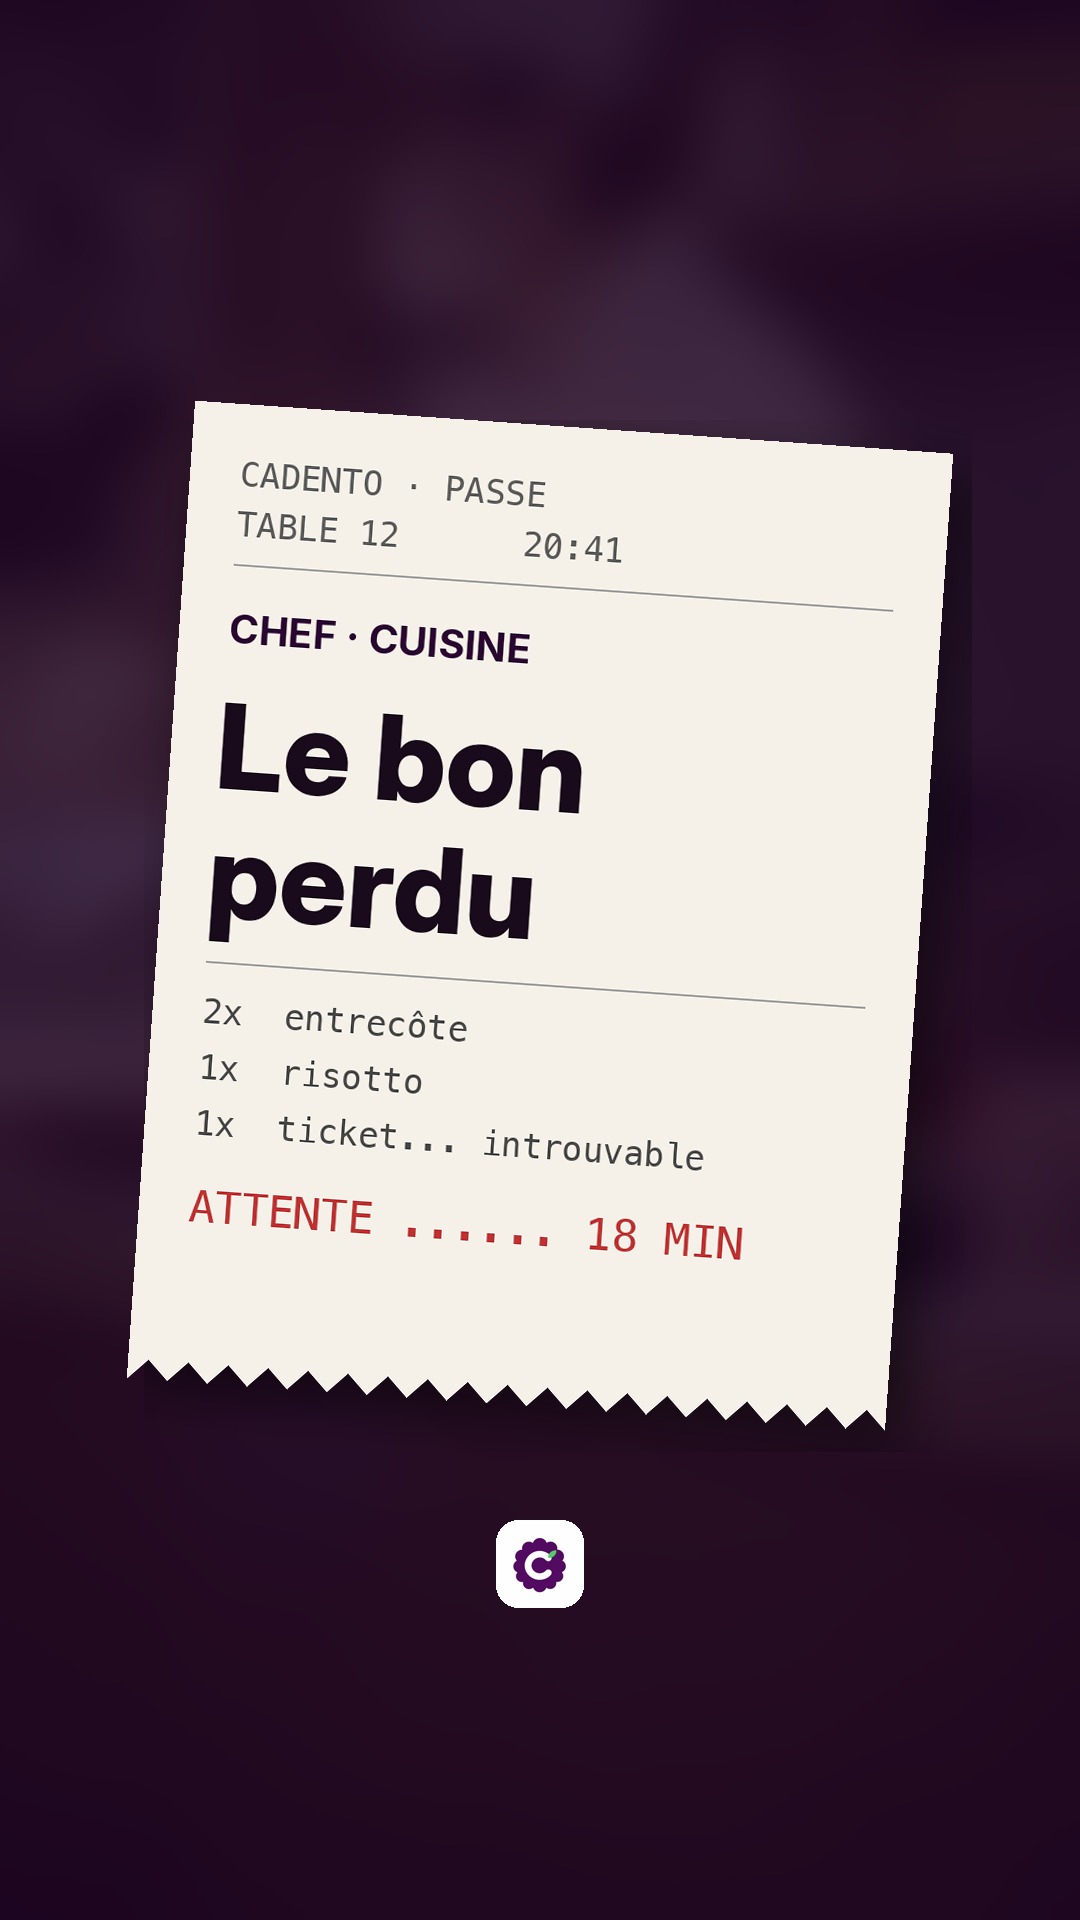 CADENTO · PASSE
TABLE 12 20:41
CHEF · CUISINE
Le bon
perdu
2x entrecôte
1x risotto
1x ticket... introuvable
ATTENTE ...... 18 MIN